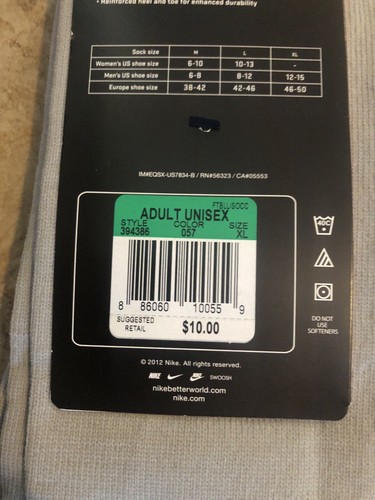 • Reinforced heel and toe for enhanced durability
Sock size M L XL
Women's US shoe size 6-10 10-13 -
Men's US shoe size 6-8 8-12 12-15
Europe shoe size 38-42 42-46 46-50
IM#EQSX-US7834-B / RN#56323 / CA#05553
FTBLL/SOCC
ADULT UNISEX
STYLE COLOR SIZE
394386 057 XL
8 86060 10055 9
SUGGESTED
RETAIL $10.00
40C
DO NOT
USE
SOFTENERS
© 2012 Nike. All rights reserved.
NIKE NIKE SWOOSH
nikebetterworld.com
nike.com